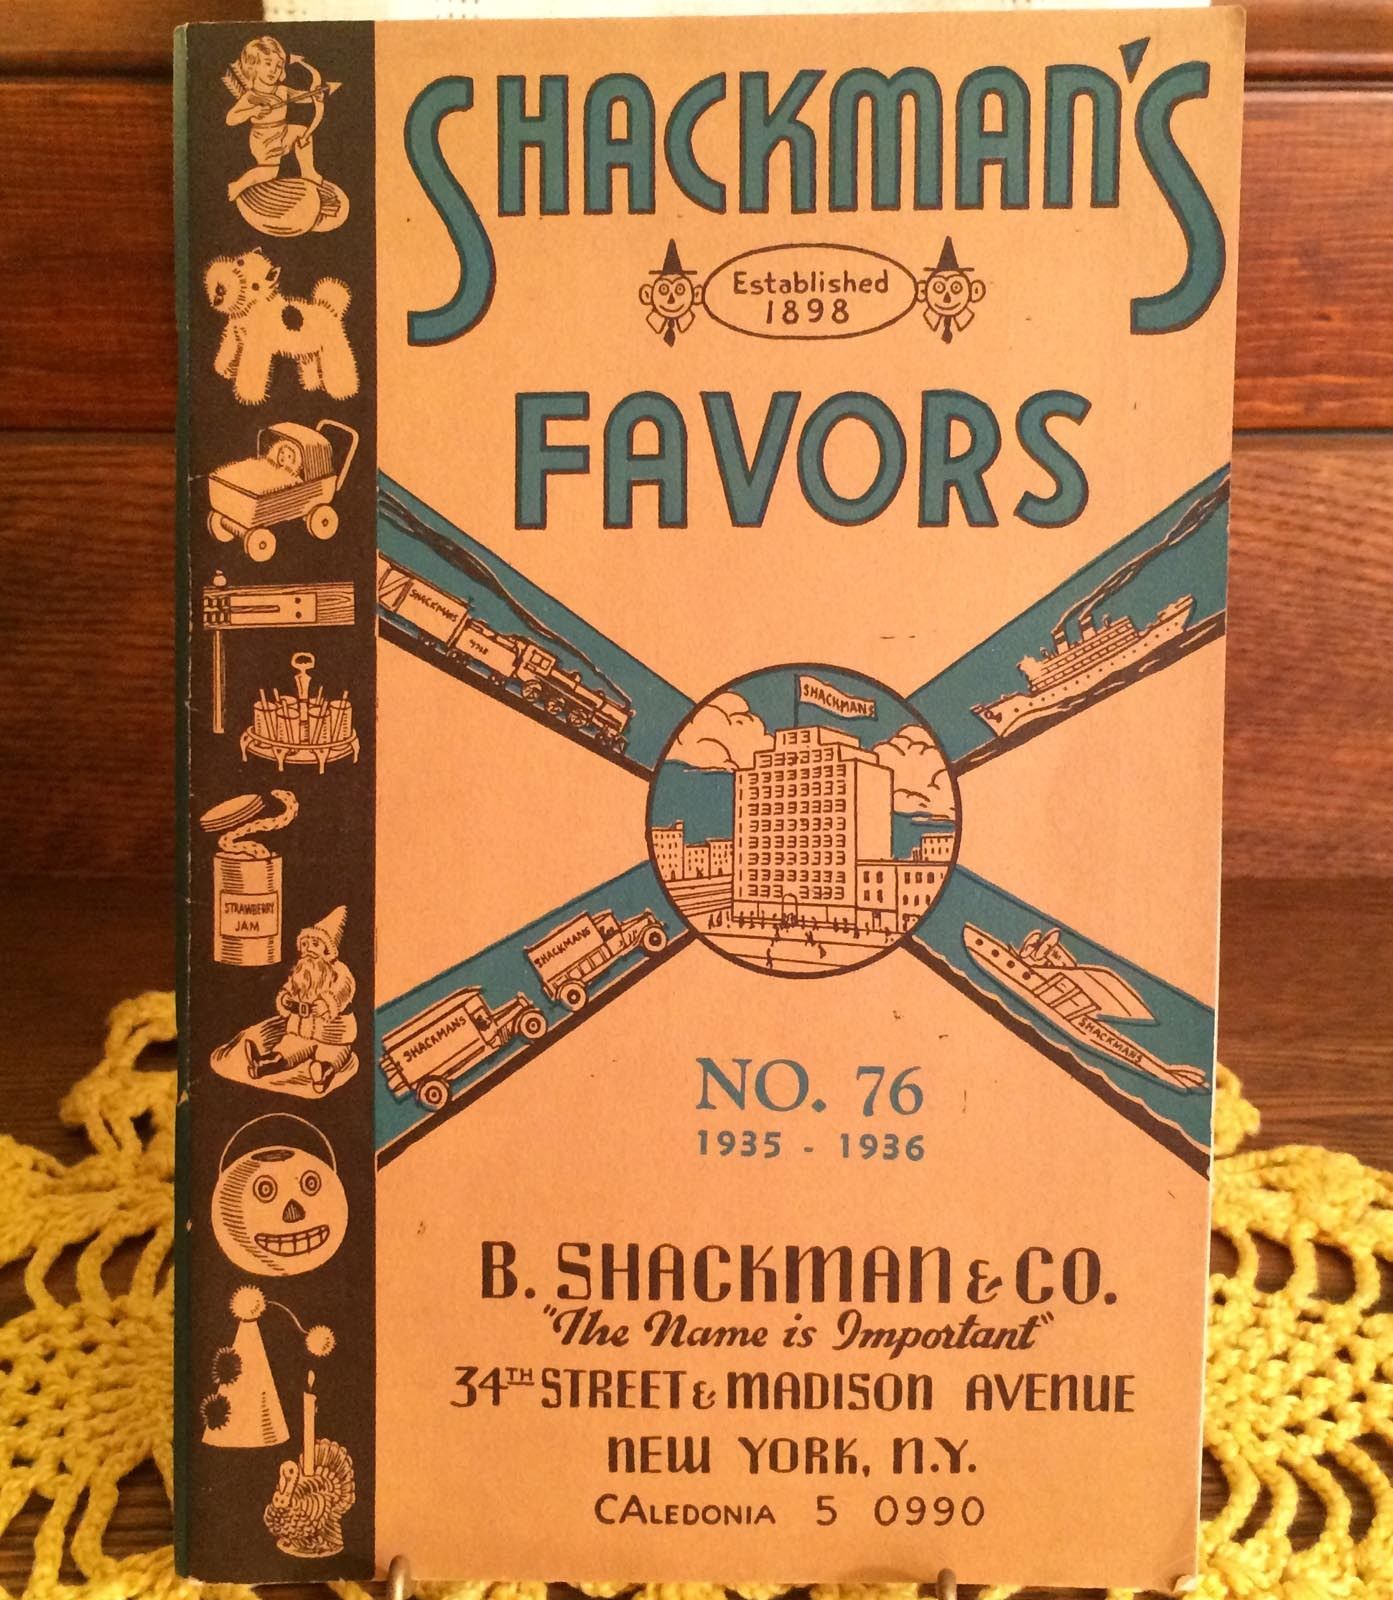 SHACKMAN'S
Established
1898
FAVORS
SHACKMANS
SHACKMANS
STRAWBERRY
JAM
SHACKMANS
SHACKMANS
SHACKMANS
NO. 76
1935 - 1936
B. SHACKMAN & CO.
"The Name is Important"
34TH STREET & MADISON AVENUE
NEW YORK, N.Y.
CALEDONIA 5 0990